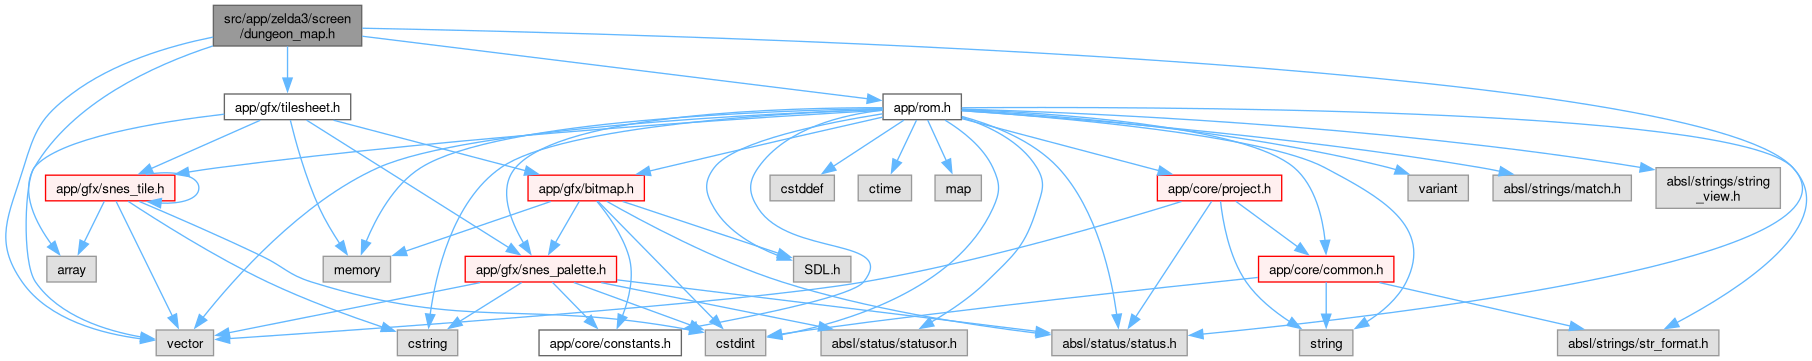 src/app/zelda3/screen
/dungeon_map.h
app/gfx/tilesheet.h
app/rom.h
app/gfx/snes_tile.h
app/gfx/bitmap.h
cstddef
ctime
map
app/core/project.h
variant
absl/strings/match.h
absl/strings/string
_view.h
array
memory
app/gfx/snes_palette.h
SDL.h
app/core/common.h
vector
cstring
app/core/constants.h
cstdint
absl/status/statusor.h
absl/status/status.h
string
absl/strings/str_format.h